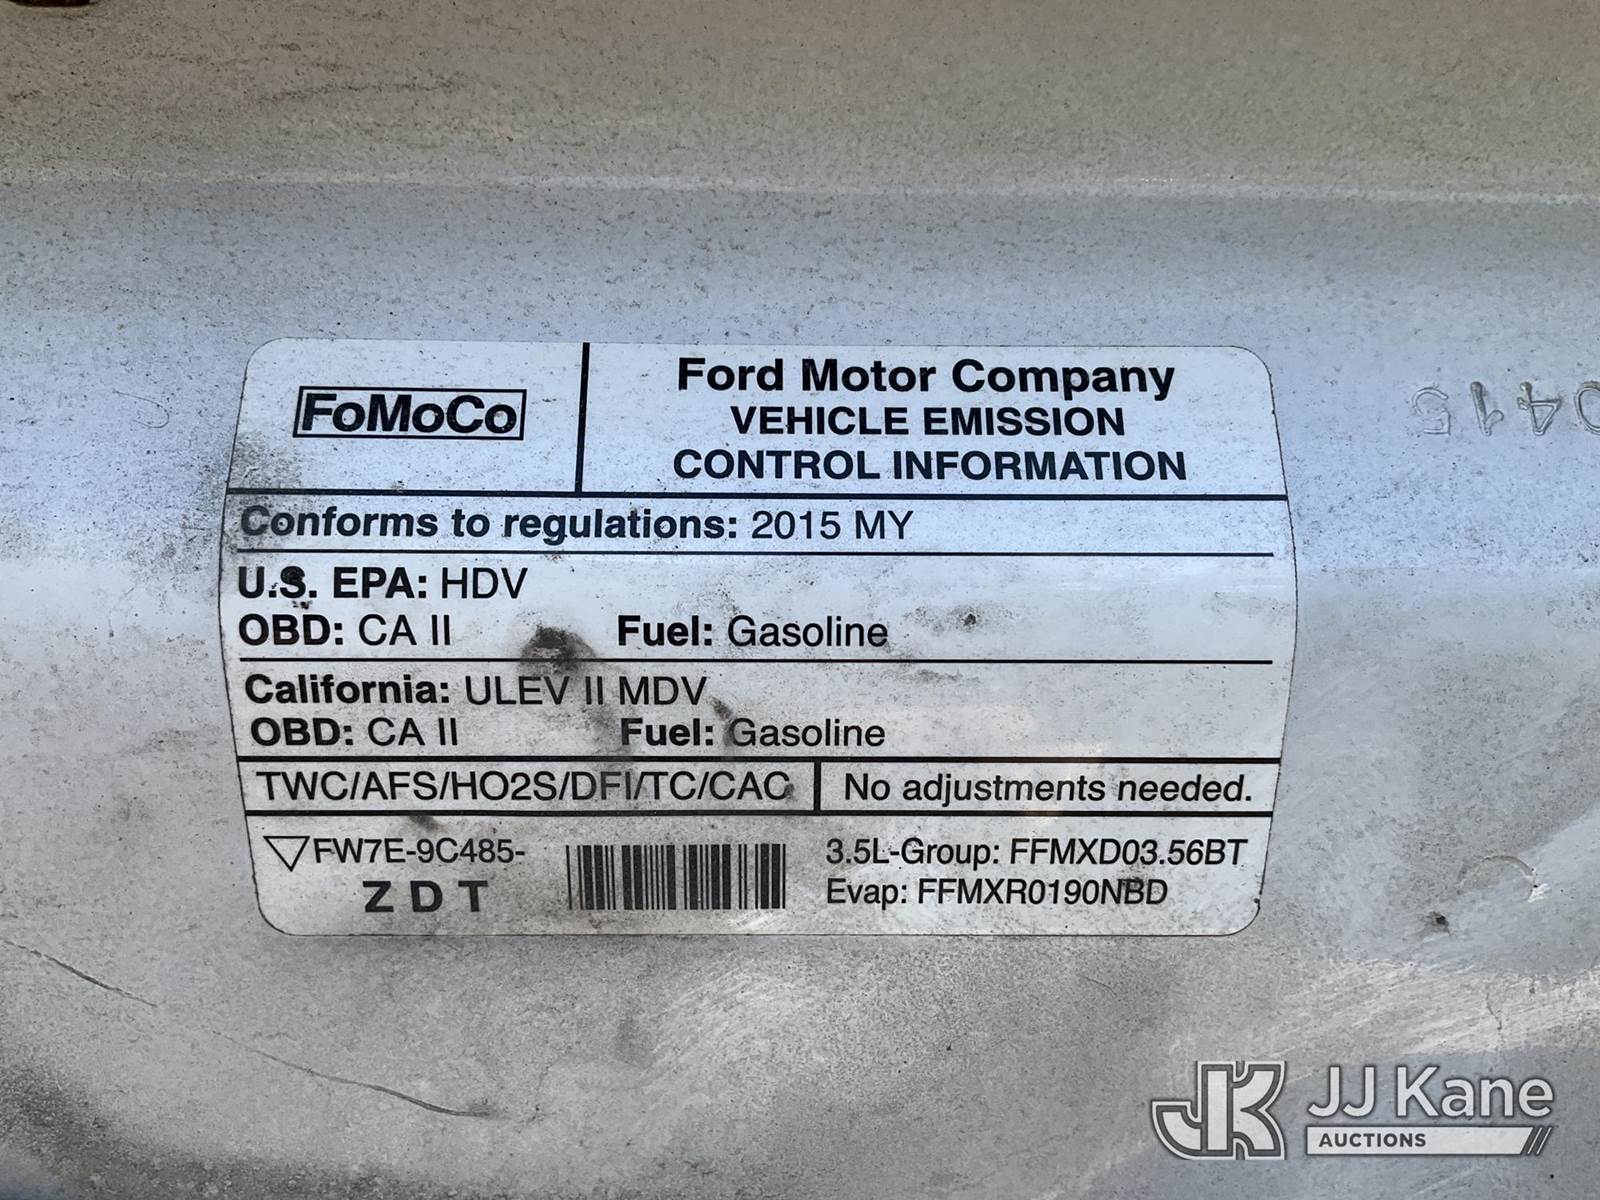 FoMoCo
Ford Motor Company
VEHICLE EMISSION
CONTROL INFORMATION
Conforms to regulations: 2015 MY
U.S. EPA: HDV
OBD: CA II Fuel: Gasoline
California: ULEV II MDV
OBD: CA II Fuel: Gasoline
TWC/AFS/HO2S/DFI/TC/CAC
No adjustments needed.
FW7E-9C485-
ZDT
3.5L-Group: FFMXD03.56BT
Evap: FFMXR0190NBD
JK
JJ Kane
AUCTIONS